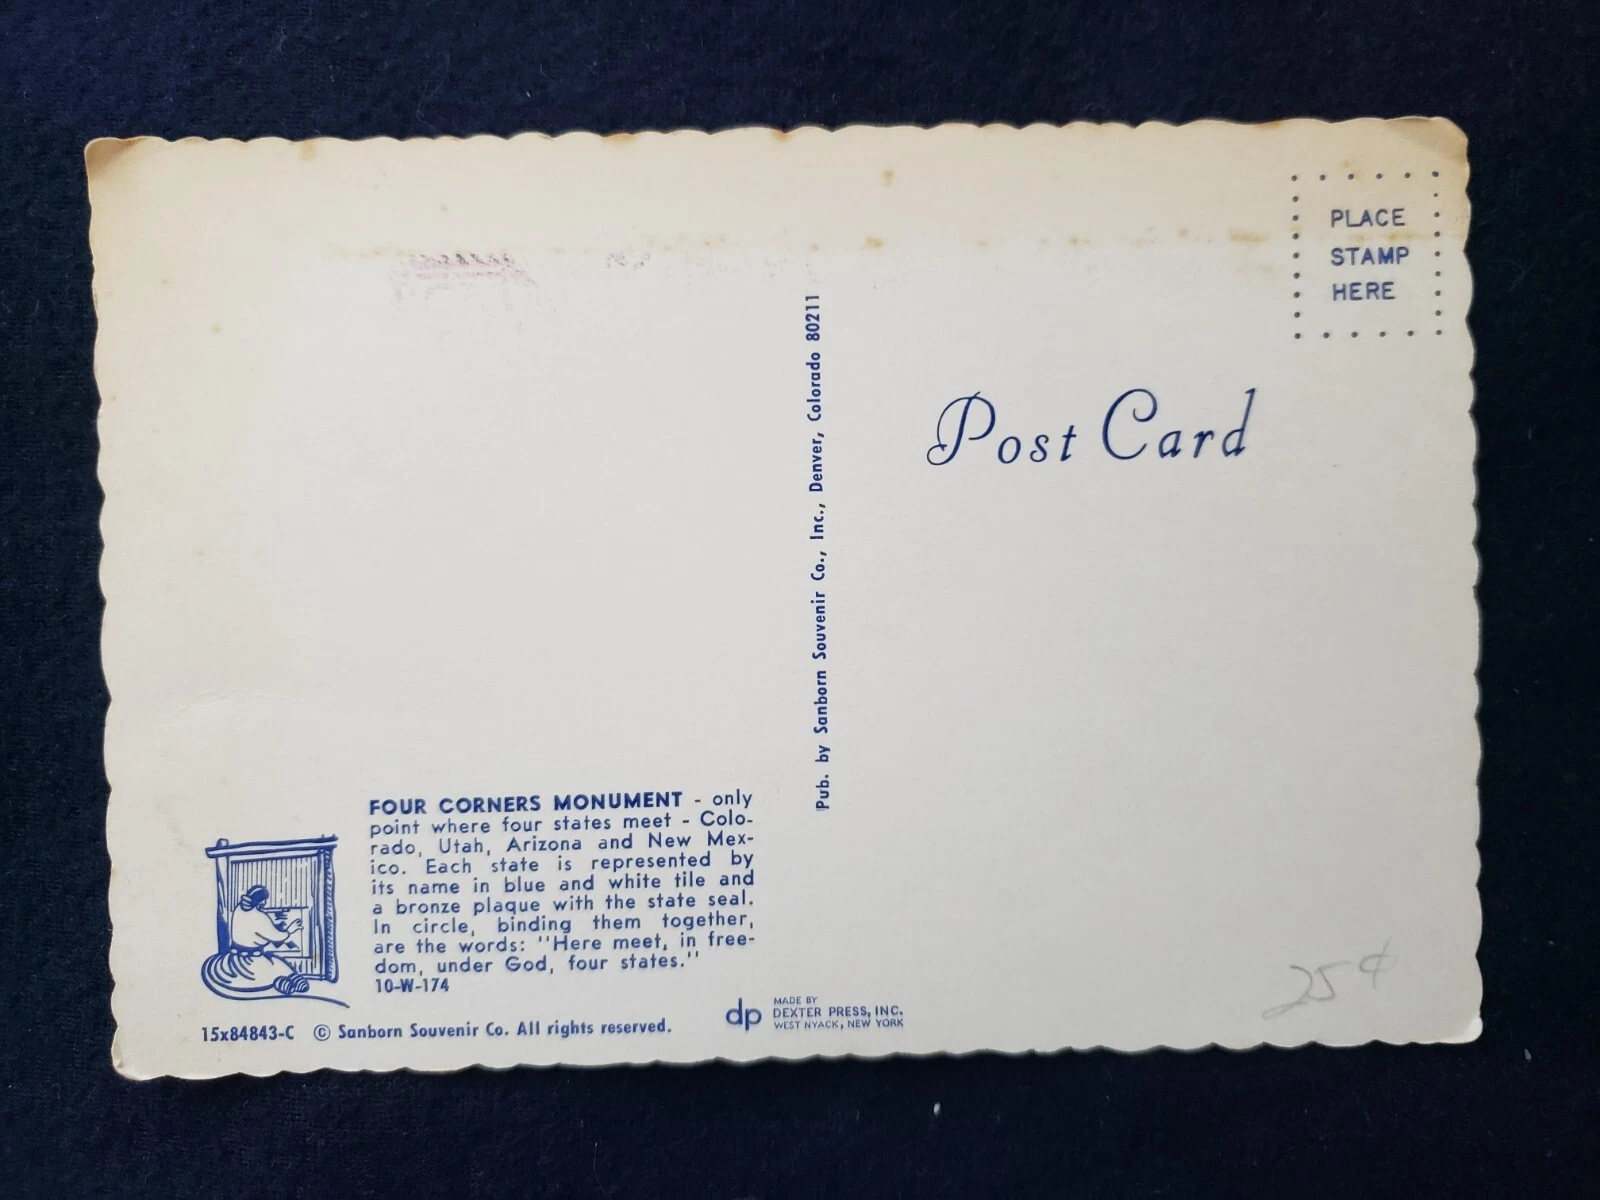 PLACE
STAMP
HERE
Post Card
Pub. by Sanborn Souvenir Co., Inc., Denver, Colorado 80211
FOUR CORNERS MONUMENT - only
point where four states meet - Colo-
rado, Utah, Arizona and New Mex-
ico. Each state is represented by
its name in blue and white tile and
a bronze plaque with the state seal.
In circle, binding them together,
are the words: "Here meet, in free-
dom, under God, four states."
10-W-174
15x84843-C © Sanborn Souvenir Co. All rights reserved.
dp
MADE BY
DEXTER PRESS, INC.
WEST NYACK, NEW YORK
25¢